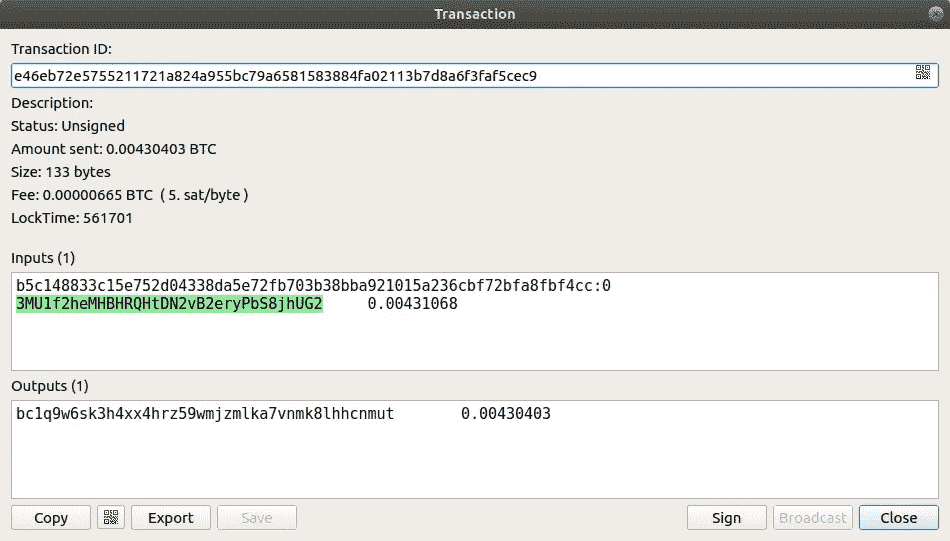 Transaction
Transaction ID:
e46eb72e5755211721a824a955bc79a6581583884fa02113b7d8a6f3faf5cec9
Description:
Status: Unsigned
Amount sent: 0.00430403 BTC
Size: 133 bytes
Fee: 0.00000665 BTC ( 5. sat/byte )
LockTime: 561701
Inputs (1)
b5c148833c15e752d04338da5e72fb703b38bba921015a236cbf72bfa8fbf4cc:0
3MU1f2heMHBHRQHtDN2vB2eryPbS8jhUG2 0.00431068
Outputs (1)
bc1q9w6sk3h4xx4hrz59wmjzmlka7vnmk8lhhcnmut 0.00430403
Copy Export Save Sign Broadcast Close